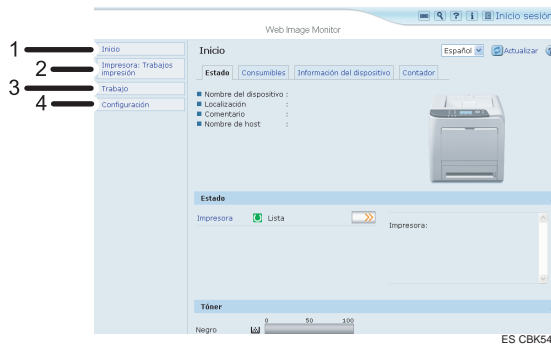 Inicio sesión
Web Image Monitor
1
2
3
4
Inicio
Impresora: Trabajos
impresión
Trabajo
Configuración
Inicio
Español
Actualizar
Estado
Consumibles
Información del dispositivo
Contador
Nombre del dispositivo :
Localización :
Comentario :
Nombre de host :
Estado
Impresora
Lista
Impresora:
Tóner
0 50 100
Negro
ES CBK54